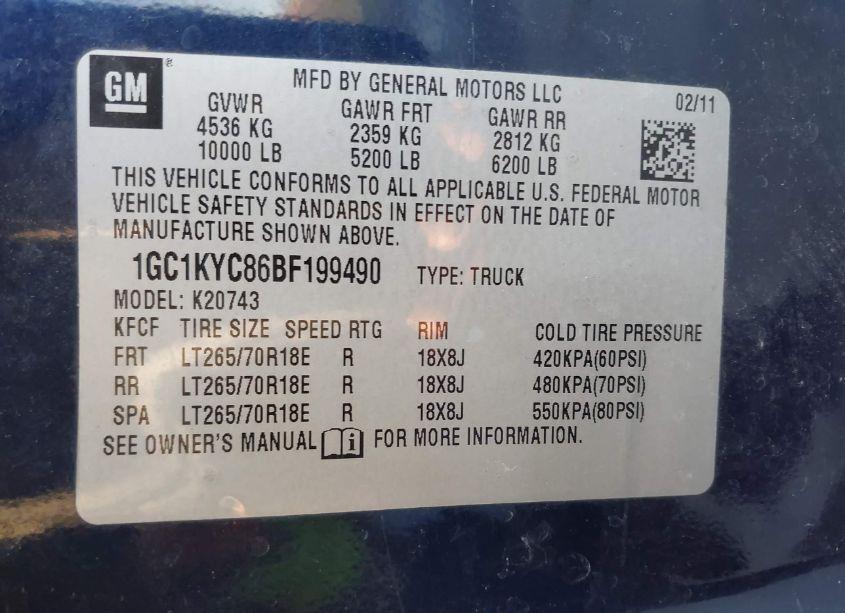 GM®
MFD BY GENERAL MOTORS LLC
02/11
GVWR GAWR FRT GAWR RR
4536 KG 2359 KG 2812 KG
10000 LB 5200 LB 6200 LB
THIS VEHICLE CONFORMS TO ALL APPLICABLE U.S. FEDERAL MOTOR
VEHICLE SAFETY STANDARDS IN EFFECT ON THE DATE OF
MANUFACTURE SHOWN ABOVE.
1GC1KYC86BF199490 TYPE: TRUCK
MODEL: K20743
KFCF TIRE SIZE SPEED RTG RIM COLD TIRE PRESSURE
FRT LT265/70R18E R 18X8J 420KPA(60PSI)
RR LT265/70R18E R 18X8J 480KPA(70PSI)
SPA LT265/70R18E R 18X8J 550KPA(80PSI)
SEE OWNER'S MANUAL i FOR MORE INFORMATION.